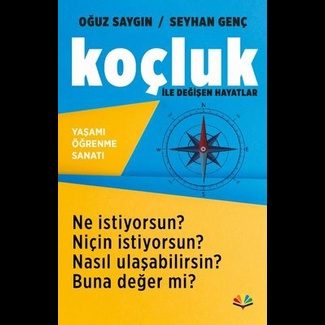 OĞUZ SAYGIN / SEYHAN GENÇ
koçluk
İLE DEĞİŞEN HAYATLAR
YAŞAMI
ÖĞRENME
SANATI
Ne istiyorsun?
Niçin istiyorsun?
Nasıl ulaşabilirsin?
Buna değer mi?